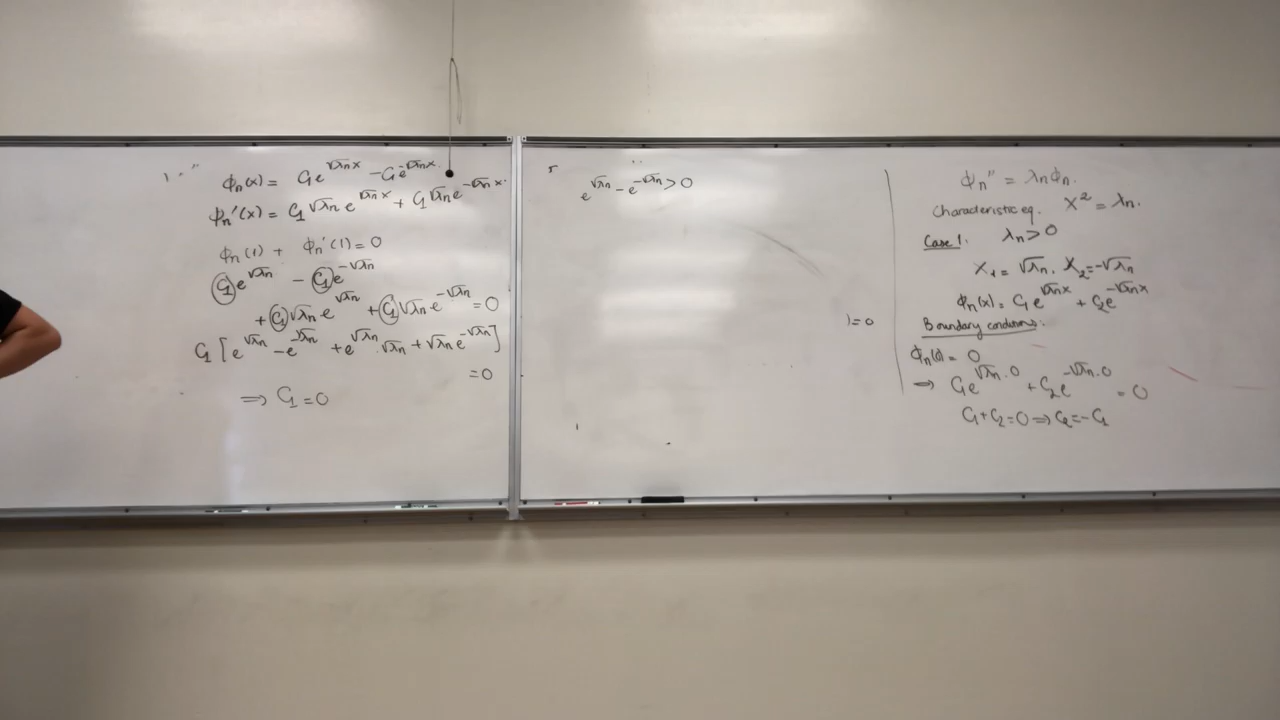 ϕn(x) = C1e^√λn x − C1e^−√λn x.
ϕn'(x) = C1 √λn e^√λn x + C1 √λn e^−√λn x.
ϕn(1) + ϕn'(1) = 0
C1e^√λn − C1e^−√λn
+ C1√λn e^√λn + C1√λn e^−√λn = 0
C1 [e^√λn − e^−√λn + e^√λn.√λn + √λn e^−√λn]
= 0
⇒ C1 = 0
e^√λn − e^−√λn > 0
) = 0
ϕn'' = λnϕn.
Characteristic eq. X² = λn.
Case 1. λn > 0
X1 = √λn. X2 = −√λn
ϕn(x) = C1 e^√λn x + C2 e^−√λn x
Boundary conditions:
ϕn(0) = 0
⇒ C1e^√λn.0 + C2e^−√λn.0 = 0
C1 + C2 = 0 ⇒ C2 = −C1